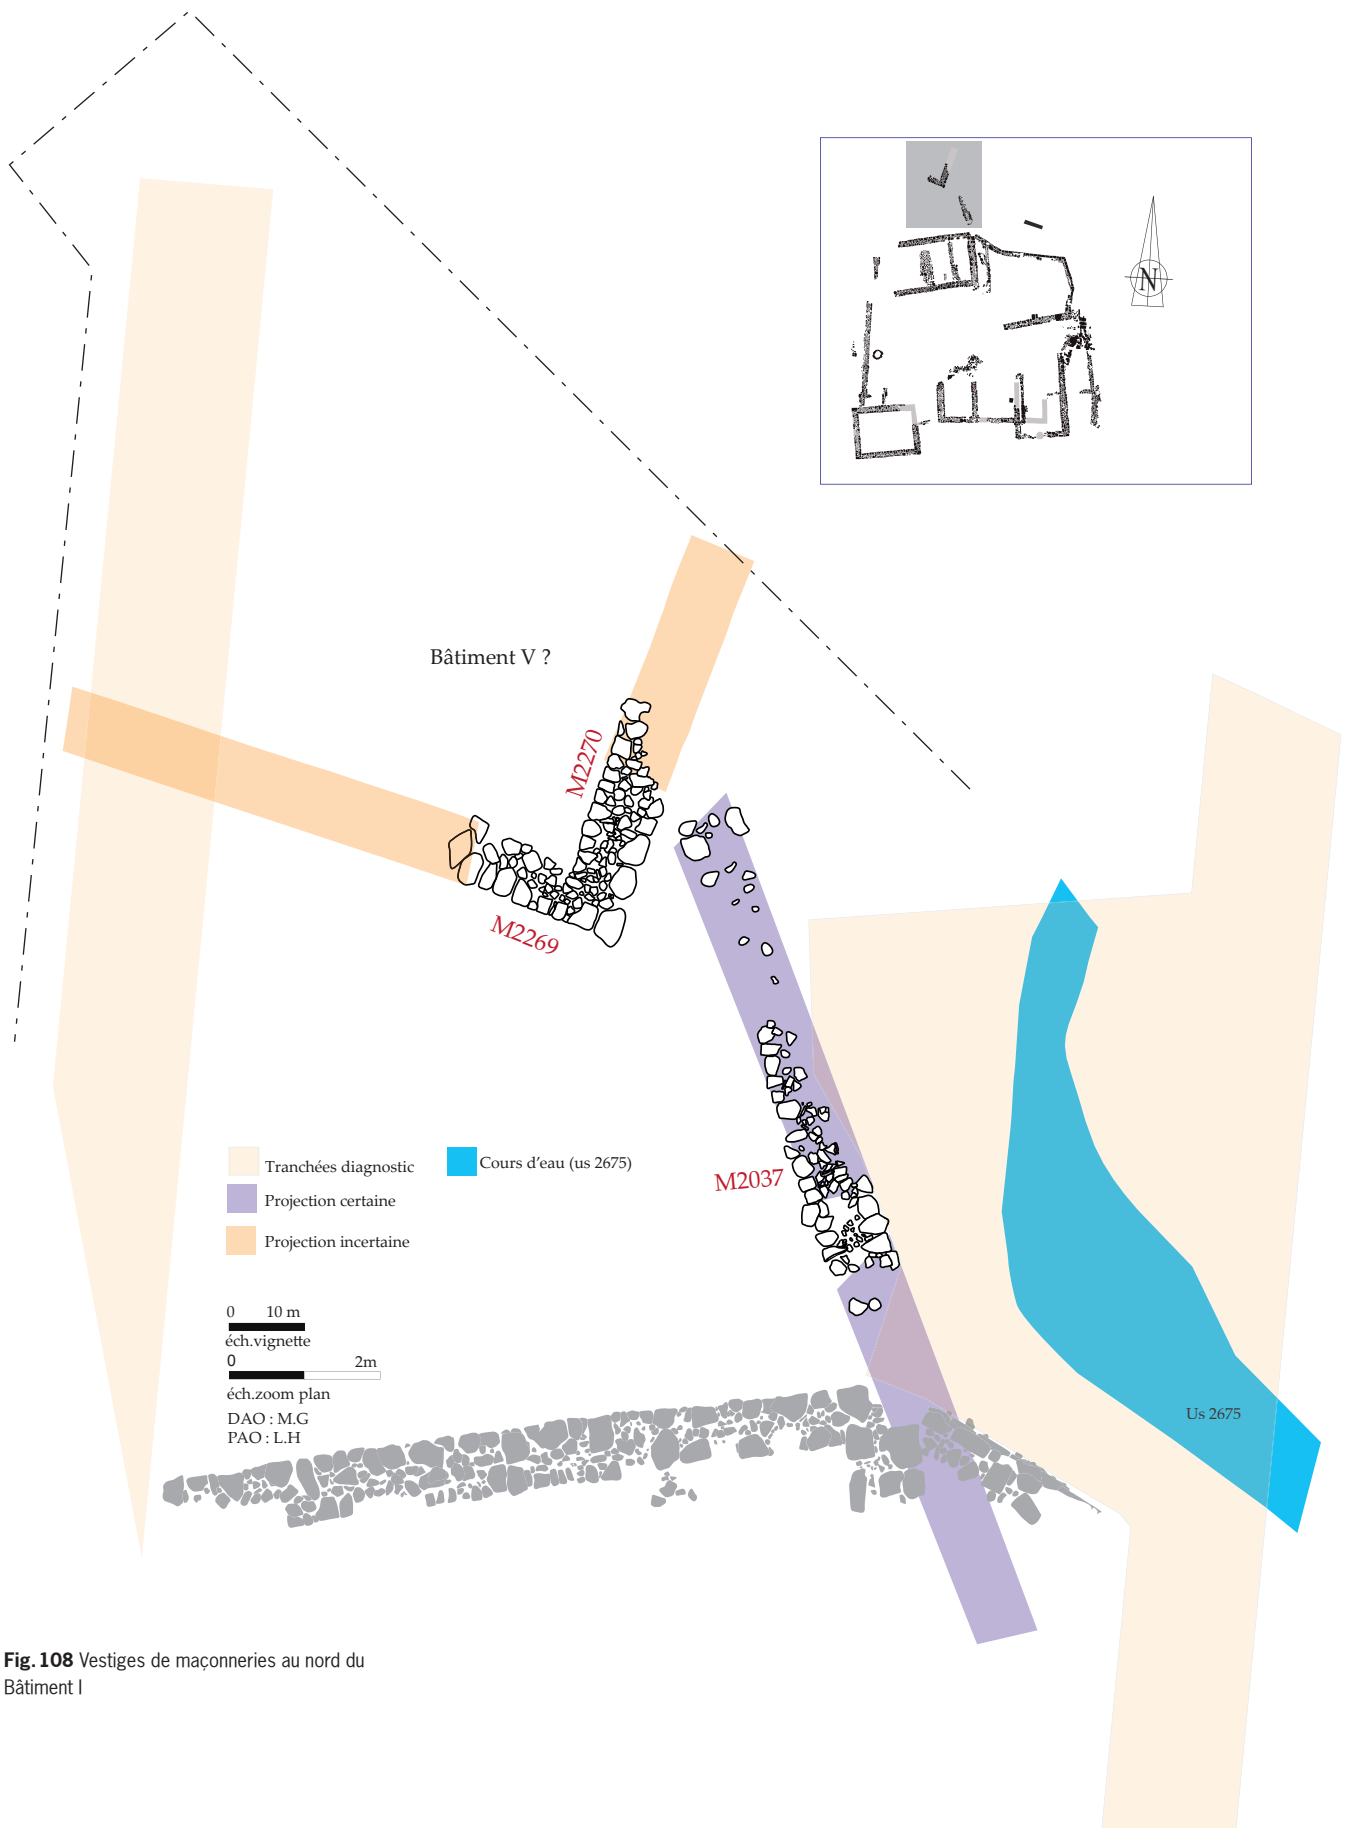 N
Bâtiment V ?
M2270
M2269
M2037
Tranchées diagnostic
Cours d'eau (us 2675)
Projection certaine
Projection incertaine
0 10 m
éch.vignette
0 2m
éch.zoom plan
DAO : M.G
PAO : L.H
Us 2675
Fig. 108 Vestiges de maçonneries au nord du
Bâtiment I